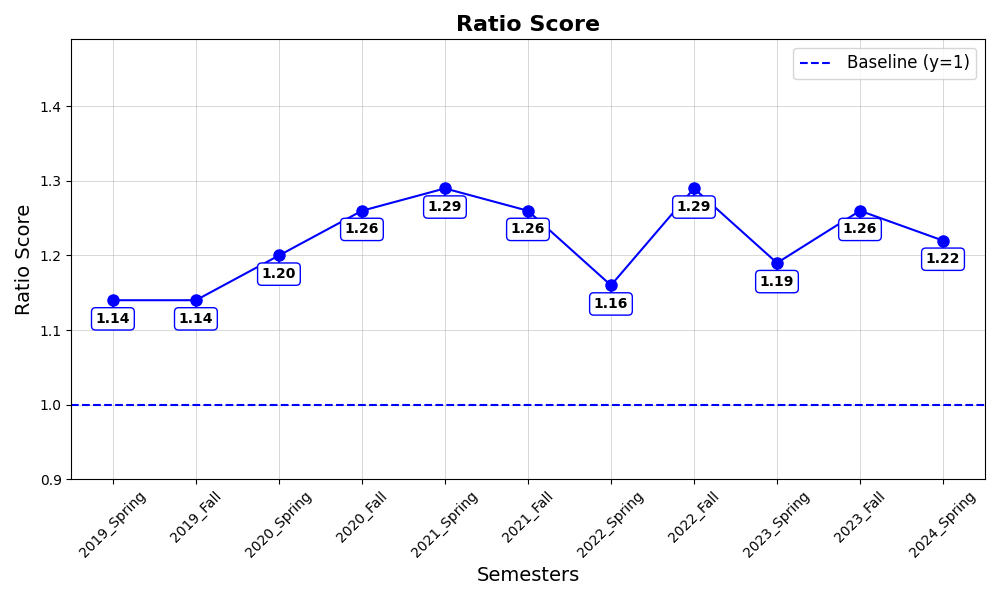 Ratio Score
Baseline (y=1)
Ratio Score
1.4
1.3
1.2
1.1
1.0
0.9
1.14
1.14
1.20
1.26
1.29
1.26
1.16
1.29
1.19
1.26
1.22
2019_Spring
2019_Fall
2020_Spring
2020_Fall
2021_Spring
2021_Fall
2022_Spring
2022_Fall
2023_Spring
2023_Fall
2024_Spring
Semesters